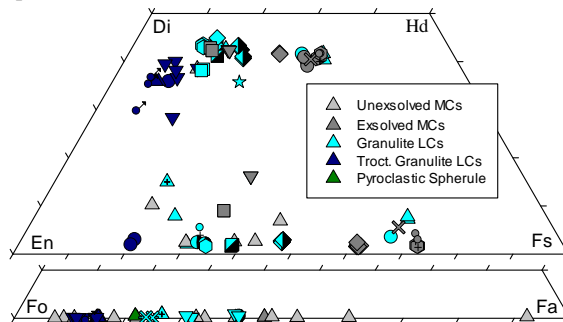 Di Hd
Unexsolved MCs
Exsolved MCs
Granulite LCs
Troct. Granulite LCs
Pyroclastic Spherule
En Fs
Fo Fa